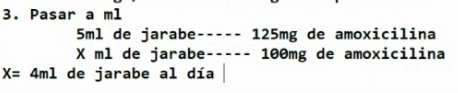 3. Pasar a ml
5ml de jarabe----- 125mg de amoxicilina
X ml de jarabe----- 100mg de amoxicilina
X= 4ml de jarabe al día